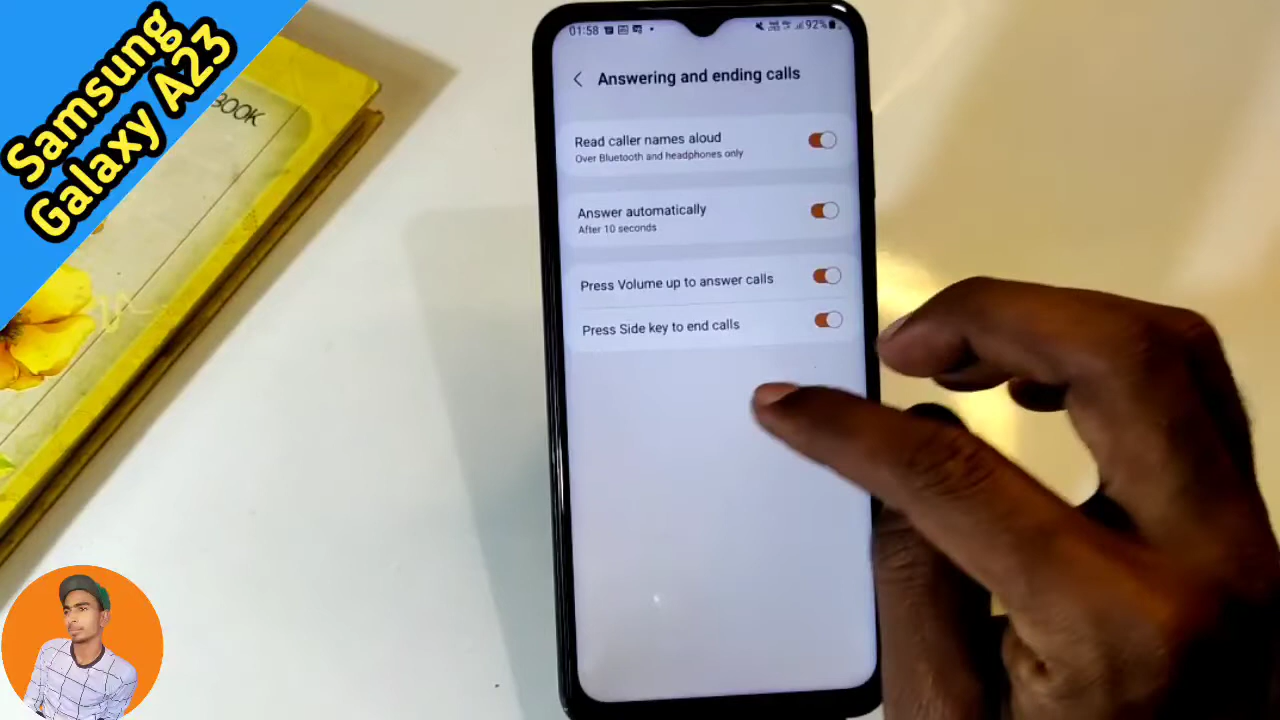 Samsung
Galaxy A23
BOOK
01:58
92%
Answering and ending calls
Read caller names aloud
Over Bluetooth and headphones only
Answer automatically
After 10 seconds
Press Volume up to answer calls
Press Side key to end calls